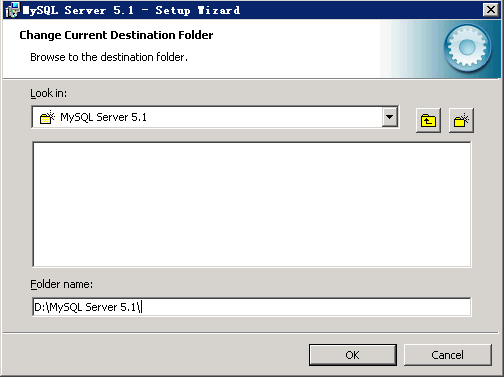 MySQL Server 5.1 - Setup Wizard
Change Current Destination Folder
Browse to the destination folder.
Look in:
MySQL Server 5.1
Folder name:
D:\MySQL Server 5.1\
OK
Cancel